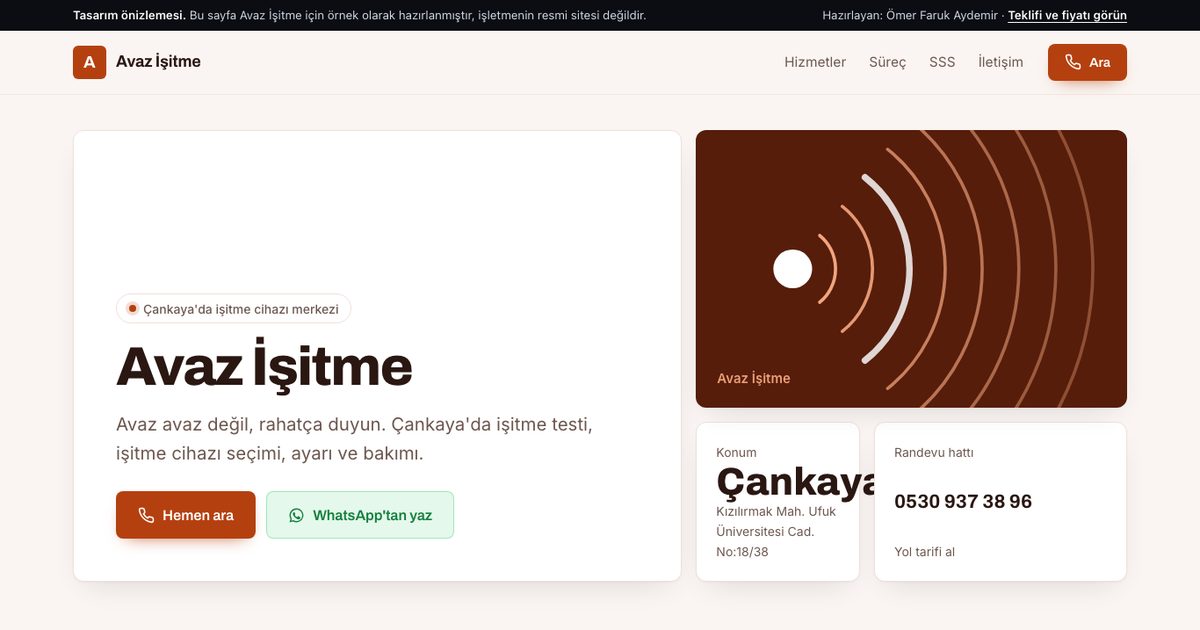 Tasarım önizlemesi. Bu sayfa Avaz İşitme için örnek olarak hazırlanmıştır, işletmenin resmi sitesi değildir.
Hazırlayan: Ömer Faruk Aydemir · Teklifi ve fiyatı görün
A Avaz İşitme
Hizmetler Süreç SSS İletişim Ara
Çankaya'da işitme cihazı merkezi
Avaz İşitme
Avaz avaz değil, rahatça duyun. Çankaya'da işitme testi,
işitme cihazı seçimi, ayarı ve bakımı.
Hemen ara
WhatsApp'tan yaz
Avaz İşitme
Konum
Çankaya
Kızılırmak Mah. Ufuk
Üniversitesi Cad.
No:18/38
Randevu hattı
0530 937 38 96
Yol tarifi al